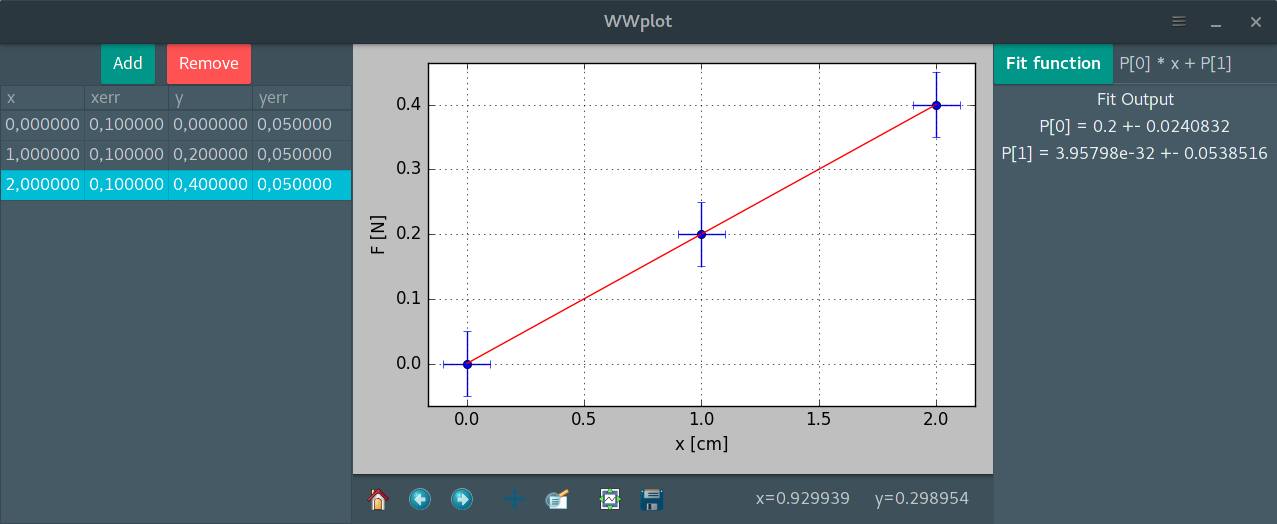 WWplot
Add Remove
x xerr y yerr
0,000000 0,100000 0,000000 0,050000
1,000000 0,100000 0,200000 0,050000
2,000000 0,100000 0,400000 0,050000
F [N]
0.4
0.3
0.2
0.1
0.0
0.0 0.5 1.0 1.5 2.0
x [cm]
x=0.929939 y=0.298954
Fit function P[0] * x + P[1]
Fit Output
P[0] = 0.2 +- 0.0240832
P[1] = 3.95798e-32 +- 0.0538516